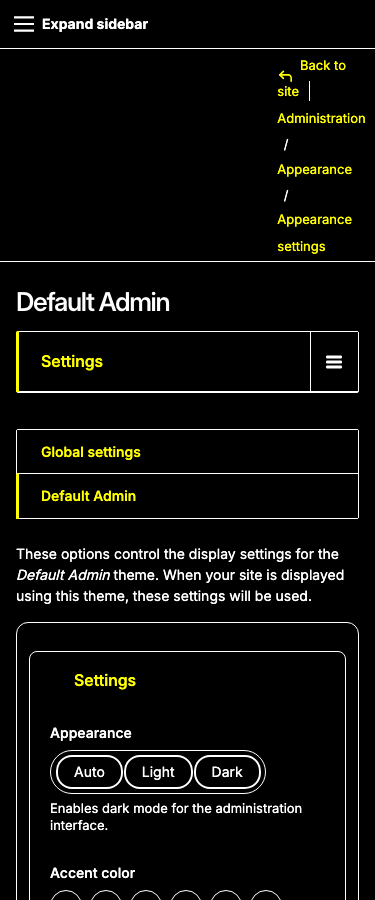 Expand sidebar
Back to
site
Administration
/
Appearance
/
Appearance
settings
Default Admin
Settings
Global settings
Default Admin
These options control the display settings for the
Default Admin theme. When your site is displayed
using this theme, these settings will be used.
Settings
Appearance
Auto Light Dark
Enables dark mode for the administration
interface.
Accent color